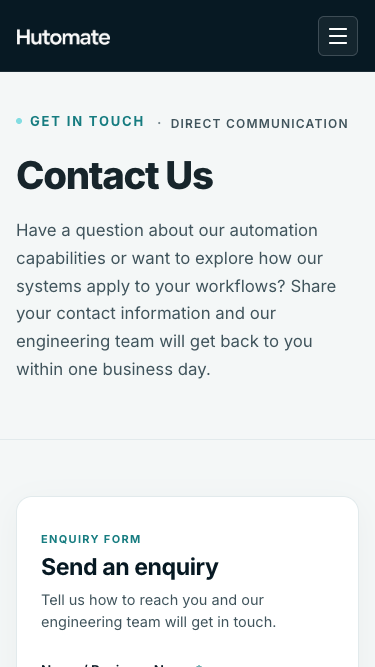 Hutomate
GET IN TOUCH · DIRECT COMMUNICATION
Contact Us
Have a question about our automation
capabilities or want to explore how our
systems apply to your workflows? Share
your contact information and our
engineering team will get back to you
within one business day.
ENQUIRY FORM
Send an enquiry
Tell us how to reach you and our
engineering team will get in touch.